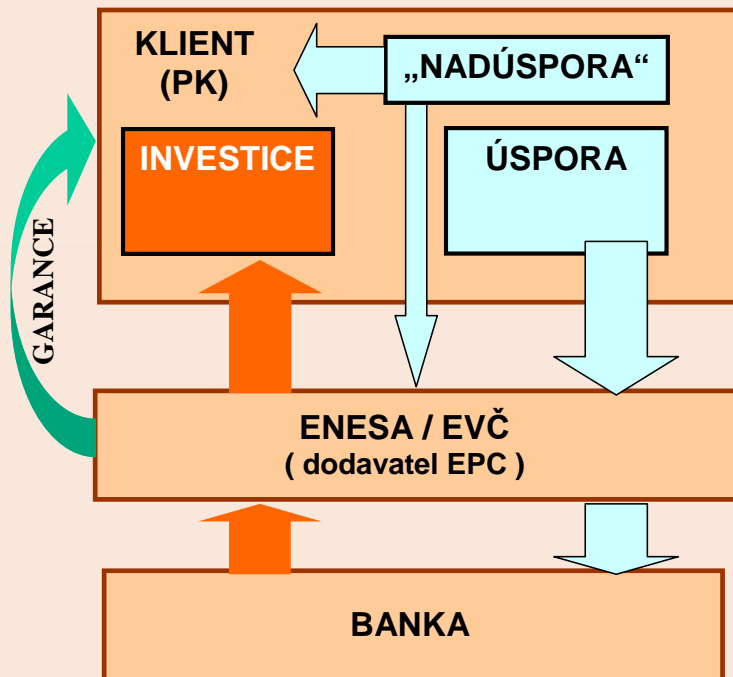 KLIENT
(PK)
„NADÚSPORA“
INVESTICE
ÚSPORA
GARANCE
ENESA / EVČ
( dodavatel EPC )
BANKA